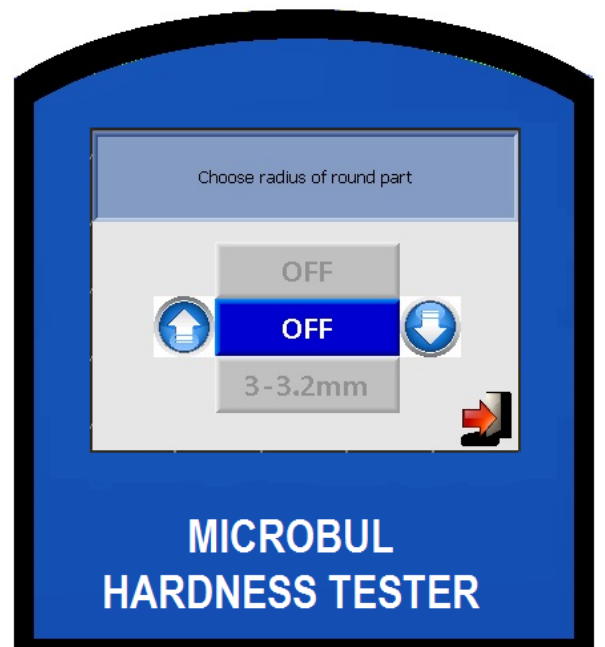 Choose radius of round part
OFF
OFF
3-3.2mm
MICROBUL
HARDNESS TESTER